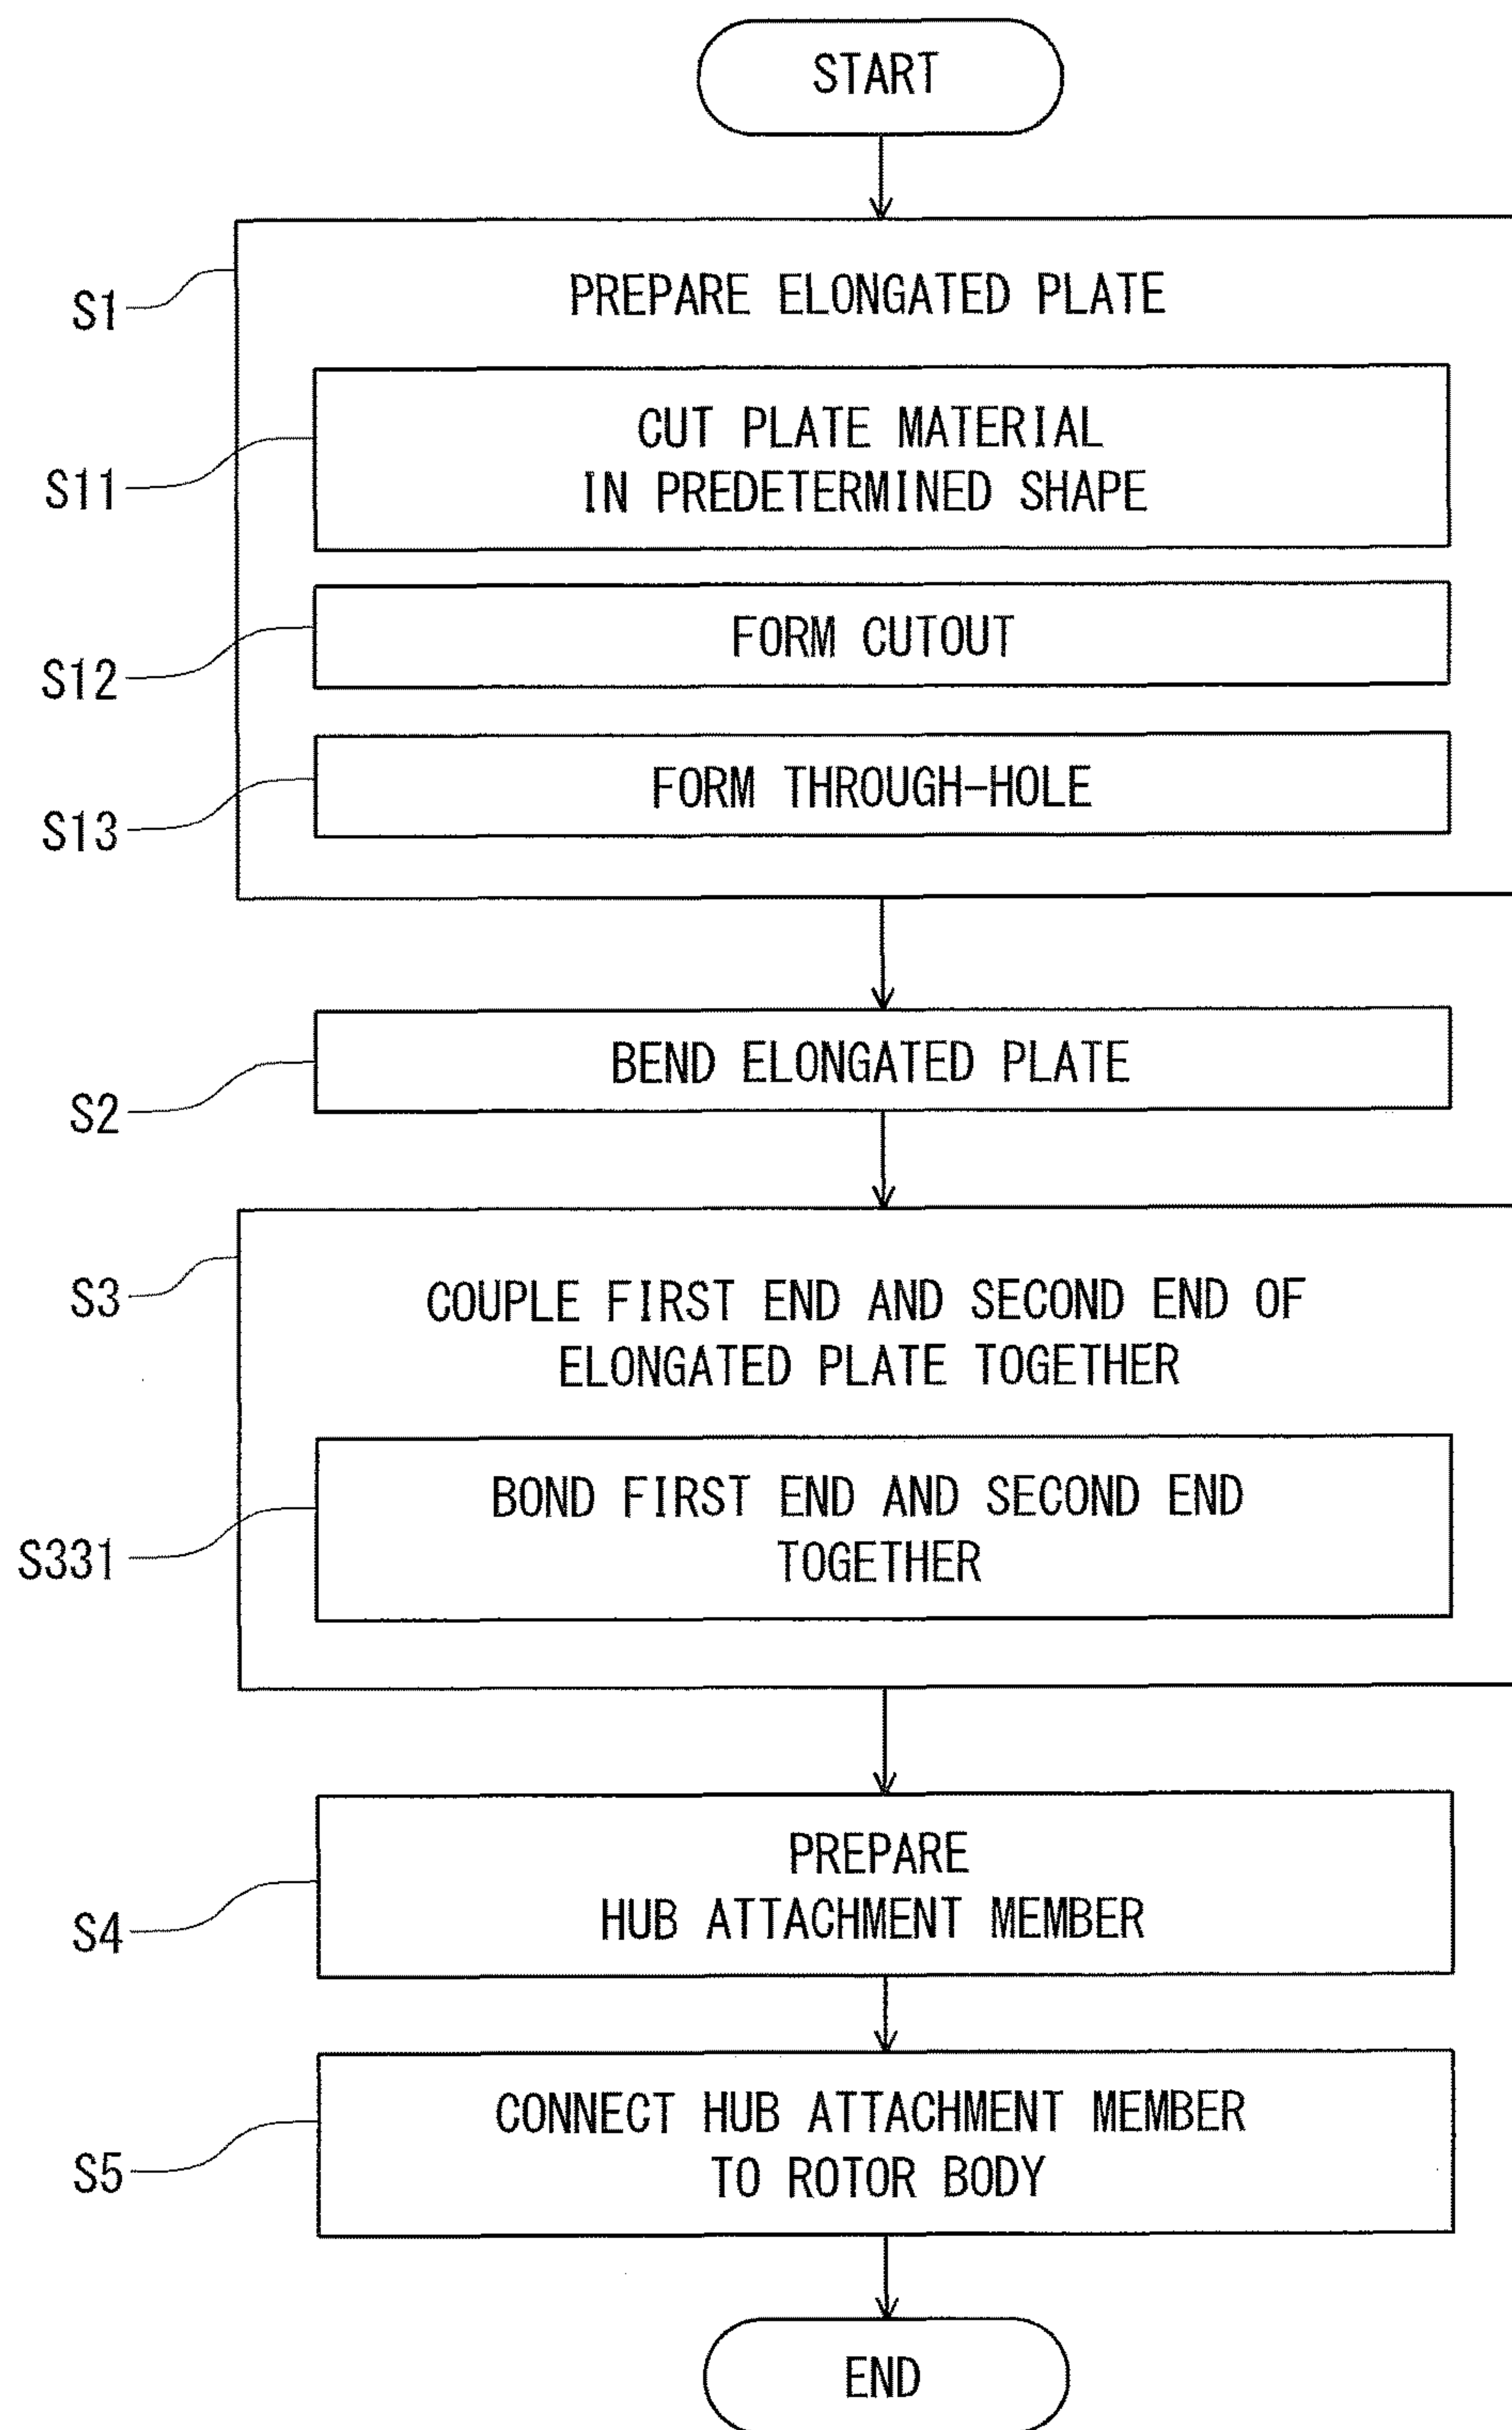 START
S1
PREPARE ELONGATED PLATE
S11
CUT PLATE MATERIAL
IN PREDETERMINED SHAPE
S12
FORM CUTOUT
S13
FORM THROUGH-HOLE
S2
BEND ELONGATED PLATE
S3
COUPLE FIRST END AND SECOND END OF
ELONGATED PLATE TOGETHER
S331
BOND FIRST END AND SECOND END
TOGETHER
S4
PREPARE
HUB ATTACHMENT MEMBER
S5
CONNECT HUB ATTACHMENT MEMBER
TO ROTOR BODY
END